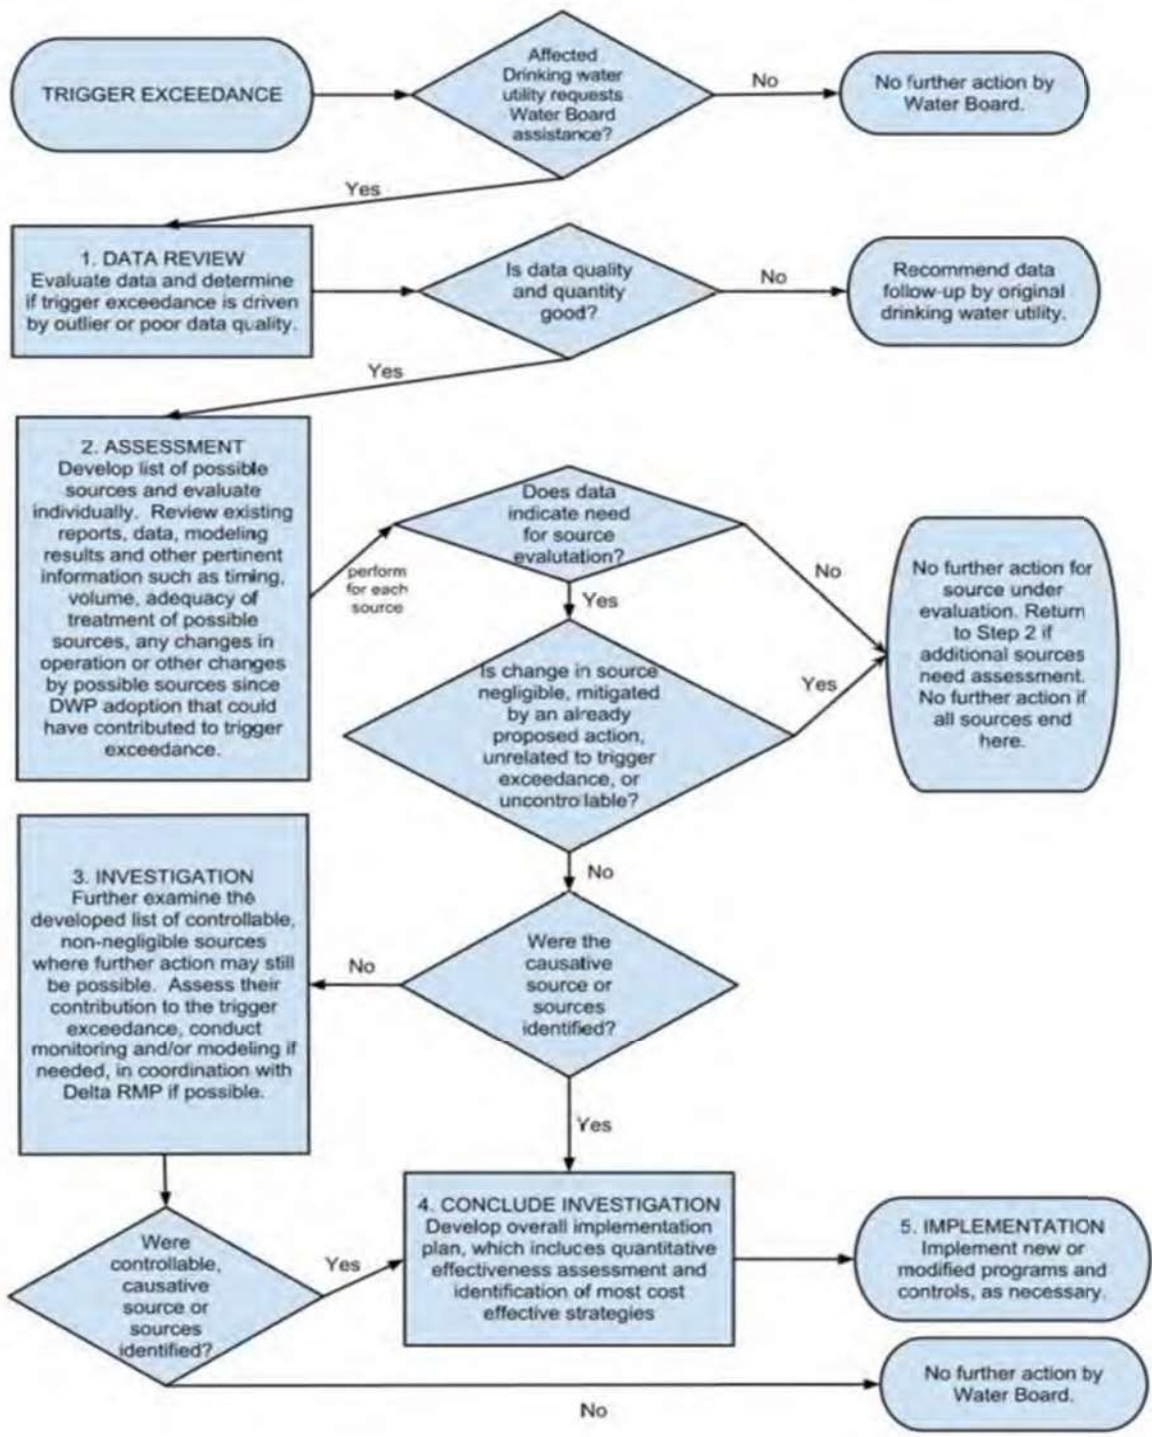 TRIGGER EXCEEDANCE
Affected
Drinking water
utility requests
Water Board
assistance?
No
No further action by
Water Board.
Yes
1. DATA REVIEW
Evaluate data and determine
if trigger exceedance is driven
by outlier or poor data quality.
Is data quality
and quantity
good?
No
Recommend data
follow-up by original
drinking water utility.
Yes
2. ASSESSMENT
Develop list of possible
sources and evaluate
individually. Review existing
reports, data, modeling
results and other pertinent
information such as timing,
volume, adequacy of
treatment of possible
sources, any changes in
operation or other changes
by possible sources since
DWP adoption that could
have contributed to trigger
exceedance.
perform
for each
source
Does data
indicate need
for source
evalutation?
No
Yes
Is change in source
negligible, mitigated
by an already
proposed action,
unrelated to trigger
exceedance, or
uncontro lable?
Yes
No further action for
source under
evaluation. Return
to Step 2 if
additional sources
need assessment.
No further action if
all sources end
here.
No
3. INVESTIGATION
Further examine the
developed list of controllable,
non-negligible sources
where further action may still
be possible. Assess their
contribution to the trigger
exceedance, conduct
monitoring and/or modeling if
needed, in coordination with
Delta RMP if possible.
No
Were the
causative
source or
sources
identified?
Yes
Were
controllable,
causative
source or
sources
identified?
Yes
4. CONCLUDE INVESTIGATION
Develop overall implementation
plan, which includes quantitative
effectiveness assessment and
identification of most cost
effective strategies
5. IMPLEMENTATION
Implement new or
modified programs and
controls, as necessary.
No
No further action by
Water Board.